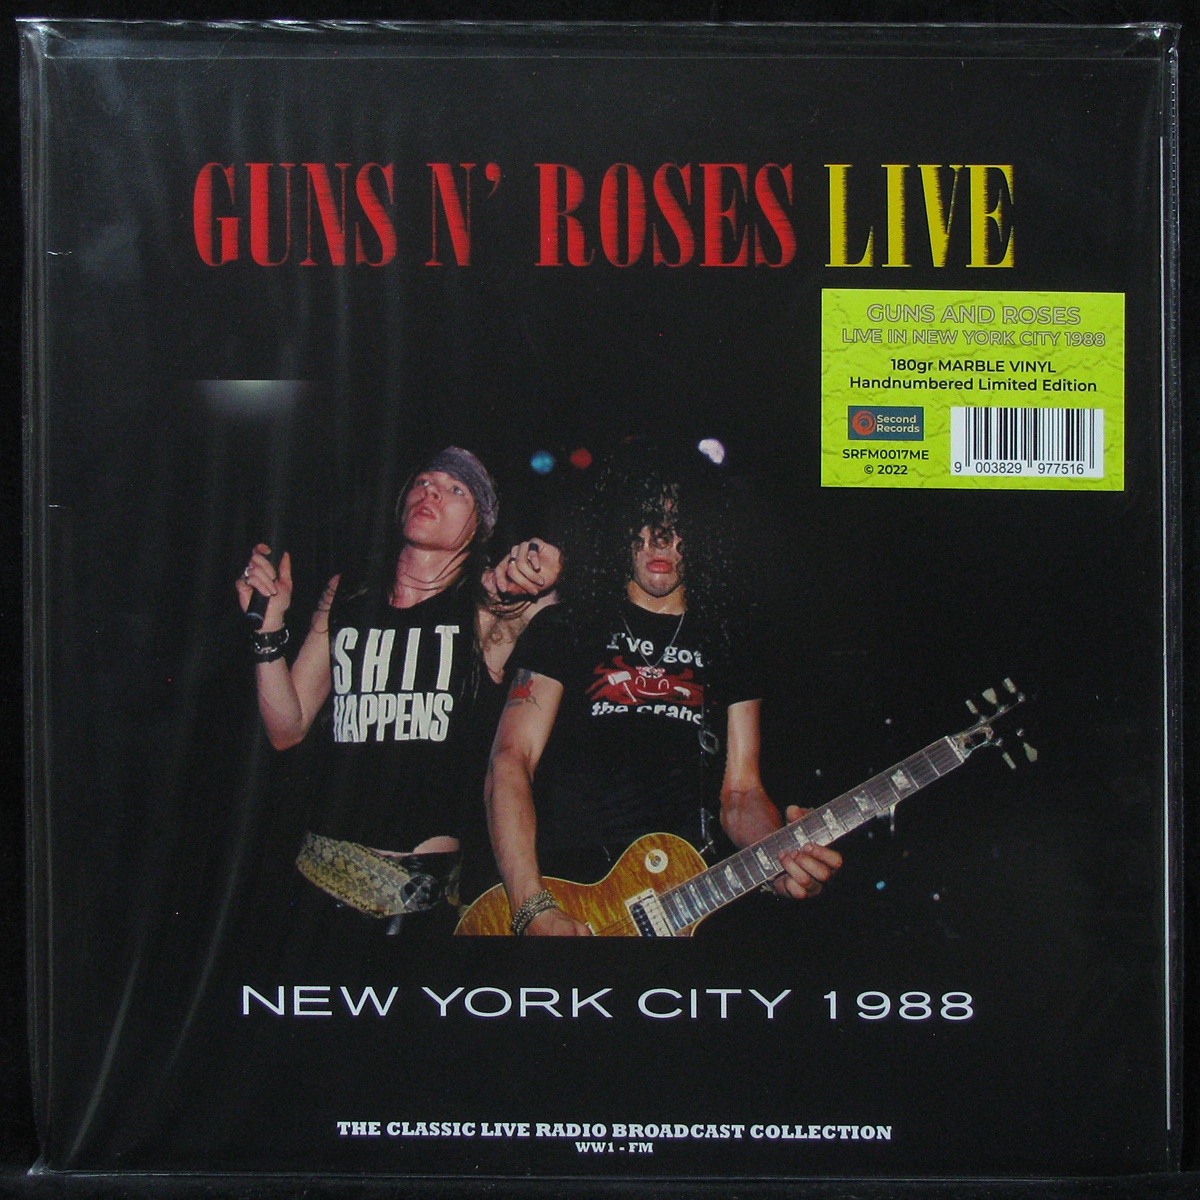 GUNS N' ROSES LIVE
GUNS AND ROSES
LIVE IN NEW YORK CITY 1988
180gr MARBLE VINYL
Handnumbered Limited Edition
Second
Records
SRFM0017ME
© 2022
9 003829 977516
SHIT
HAPPENS
I've got
the crabs
NEW YORK CITY 1988
THE CLASSIC LIVE RADIO BROADCAST COLLECTION
WW1 - FM